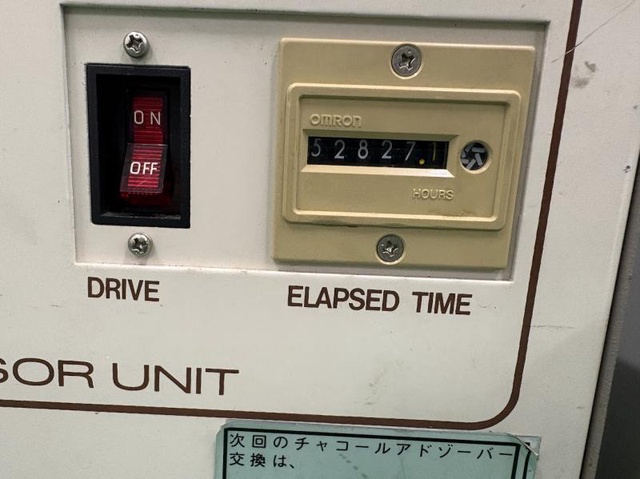 ON
OFF
OMRON
52827.1
HOURS
DRIVE
ELAPSED TIME
SOR UNIT
次回のチャコールアドゾーバー
交換は、